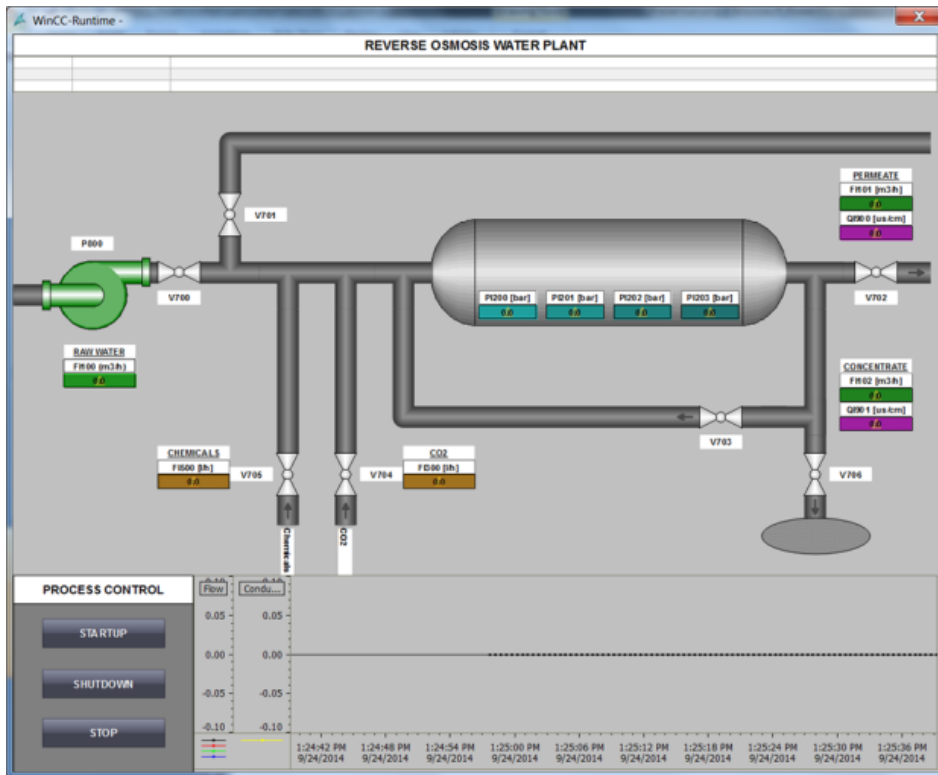 WinCC-Runtime -
REVERSE OSMOSIS WATER PLANT
PERMEATE
FI101 [m3/h]
0.0
QI900 [us/cm]
0.0
V701
P800
V700
V702
PI200 [bar]
PI201 [bar]
PI202 [bar]
PI203 [bar]
0.0
0.0
0.0
0.0
RAW WATER
FI100 (m3/h)
0.0
CONCENTRATE
FI102 [m3/h]
0.0
QI901 [us/cm]
0.0
V703
CHEMICALS
FI500 [l/h]
0.0
V705
V704
CO2
FI300 [l/h]
0.0
V706
Chemicals
CO2
PROCESS CONTROL
STARTUP
SHUTDOWN
STOP
Flow
Condu...
0.10
0.10
0.05
0.05
0.00
0.00
-0.05
-0.05
-0.10
-0.10
1:24:42 PM
9/24/2014
1:24:48 PM
9/24/2014
1:24:54 PM
9/24/2014
1:25:00 PM
9/24/2014
1:25:06 PM
9/24/2014
1:25:12 PM
9/24/2014
1:25:18 PM
9/24/2014
1:25:24 PM
9/24/2014
1:25:30 PM
9/24/2014
1:25:36 PM
9/24/2014